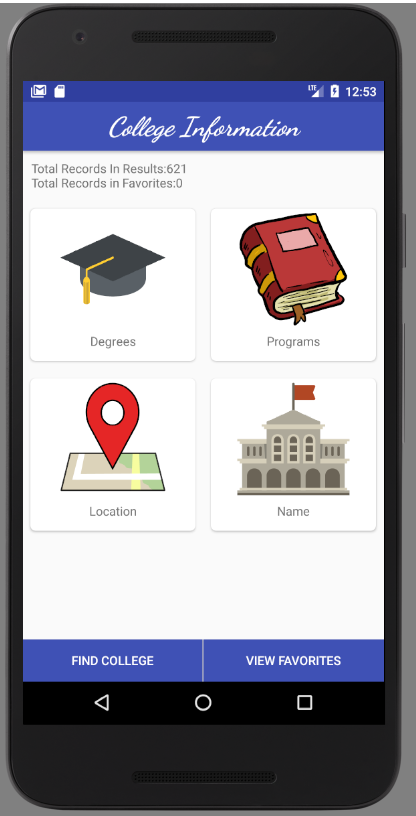 LTE 12:53
College Information
Total Records In Results:621
Total Records in Favorites:0
Degrees
Programs
Location
Name
FIND COLLEGE
VIEW FAVORITES